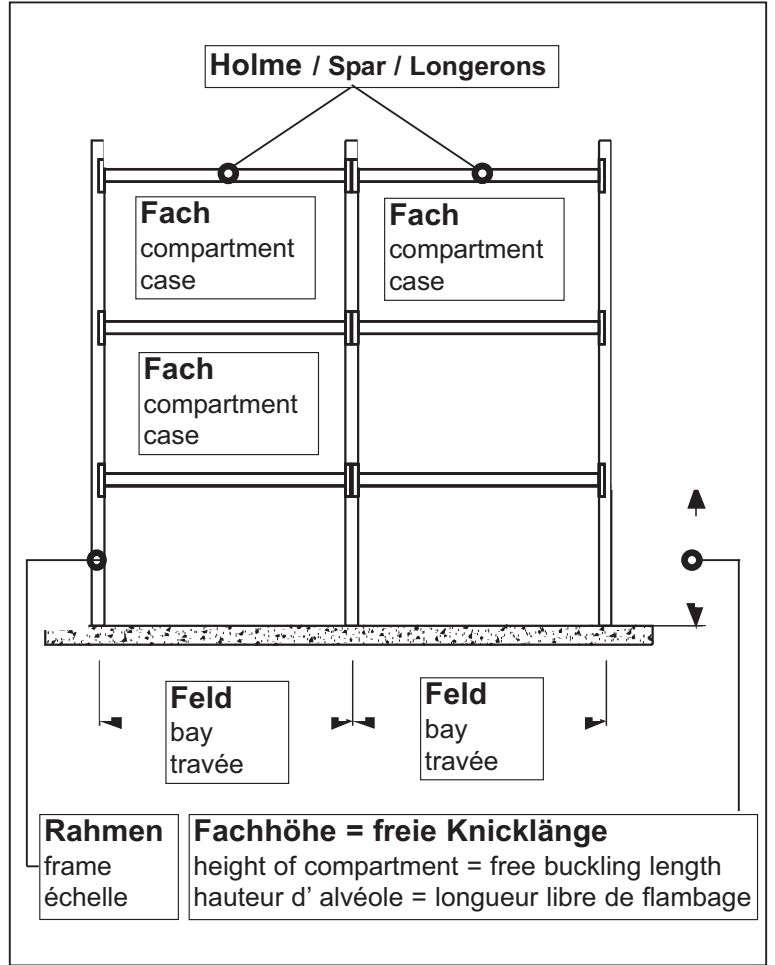 Holme / Spar / Longerons
Fach
compartment
case
Fach
compartment
case
Fach
compartment
case
Feld
bay
travée
Feld
bay
travée
Rahmen
frame
échelle
Fachhöhe = freie Knicklänge
height of compartment = free buckling length
hauteur d’ alvéole = longueur libre de flambage